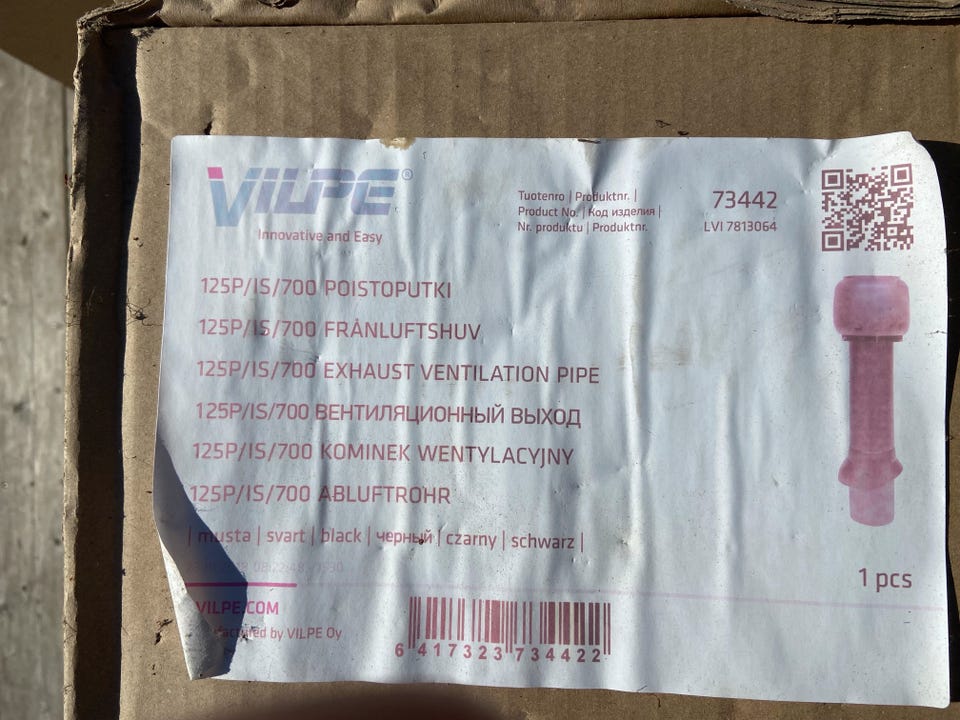 VILPE®
Innovative and Easy
Tuotenro | Produktnr. |
Product No. | Код изделия |
Nr. produktu | Produktnr.
73442
LVI 7813064
125P/IS/700 POISTOPUTKI
125P/IS/700 FRÅNLUFTSHUV
125P/IS/700 EXHAUST VENTILATION PIPE
125P/IS/700 ВЕНТИЛЯЦИОННЫЙ ВЫХОД
125P/IS/700 KOMINEK WENTYLACYJNY
125P/IS/700 ABLUFTROHR
| musta | svart | black | черный | czarny | schwarz |
1 pcs
VILPE.COM
by VILPE Oy
6 417323 734422